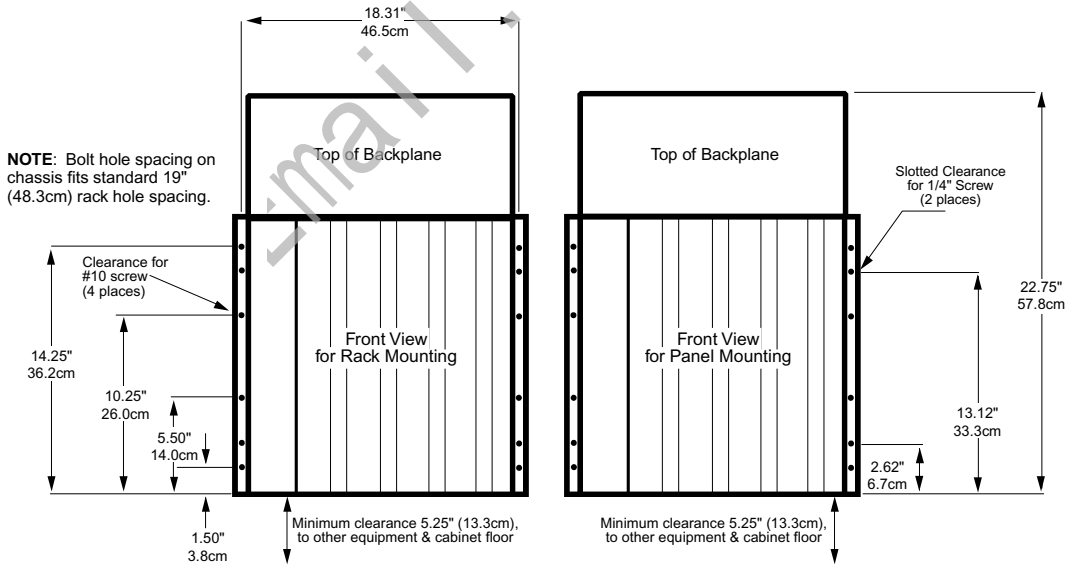 18.31"
46.5cm
Email.
NOTE: Bolt hole spacing on
chassis fits standard 19"
(48.3cm) rack hole spacing.
Top of Backplane
Top of Backplane
Slotted Clearance
for 1/4" Screw
(2 places)
Clearance for
#10 screw
(4 places)
22.75"
57.8cm
14.25"
36.2cm
Front View
for Rack Mounting
Front View
for Panel Mounting
10.25"
26.0cm
13.12"
33.3cm
5.50"
14.0cm
2.62"
6.7cm
1.50"
3.8cm
Minimum clearance 5.25" (13.3cm),
to other equipment & cabinet floor
Minimum clearance 5.25" (13.3cm),
to other equipment & cabinet floor